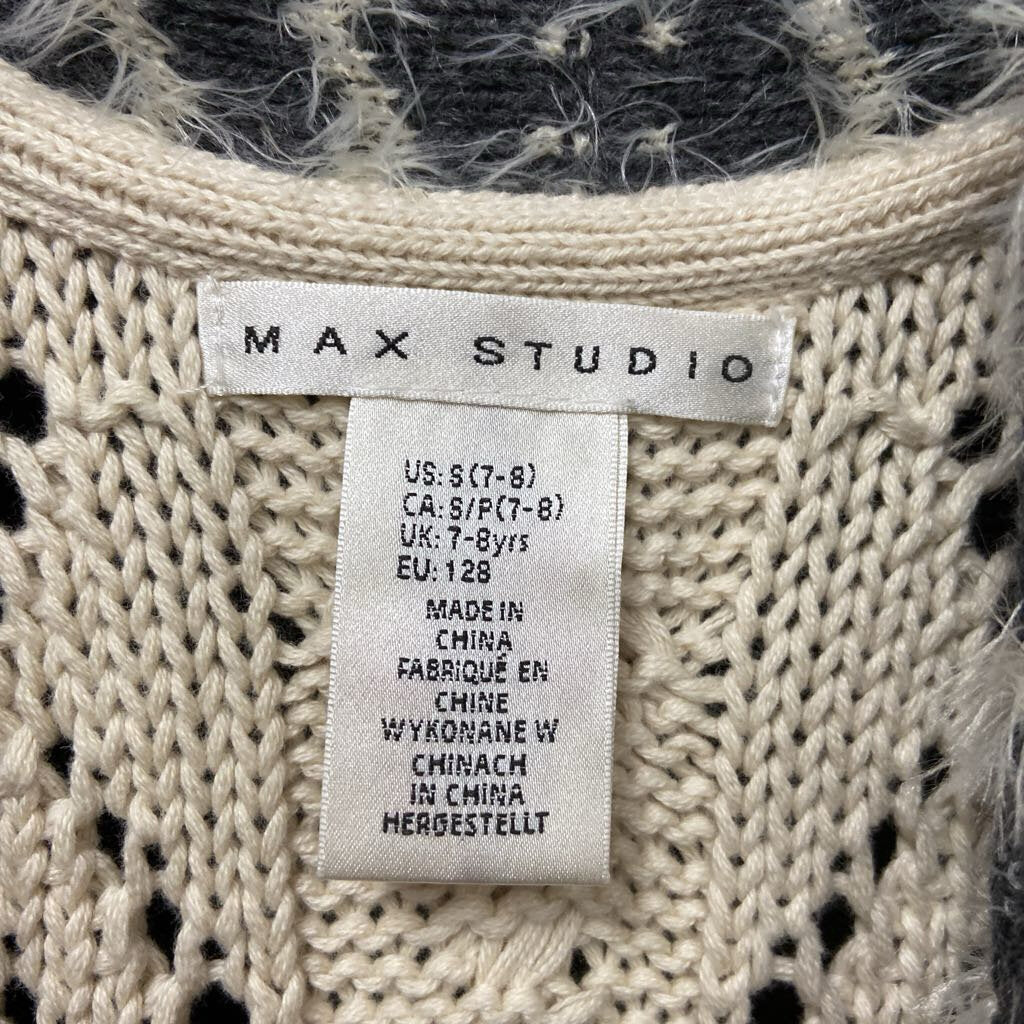 MAX STUDIO
US: S (7-8)
CA: S/P(7-8)
UK: 7-8yrs
EU: 128
MADE IN
CHINA
FABRIQUÉ EN
CHINE
WYKONANE W
CHINACH
IN CHINA
HERGESTELLT